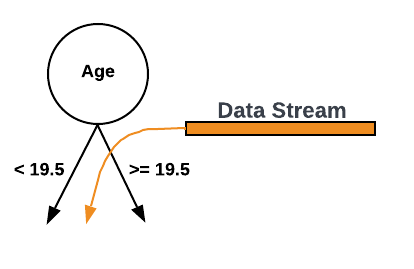 Age
Data Stream
< 19.5
>= 19.5